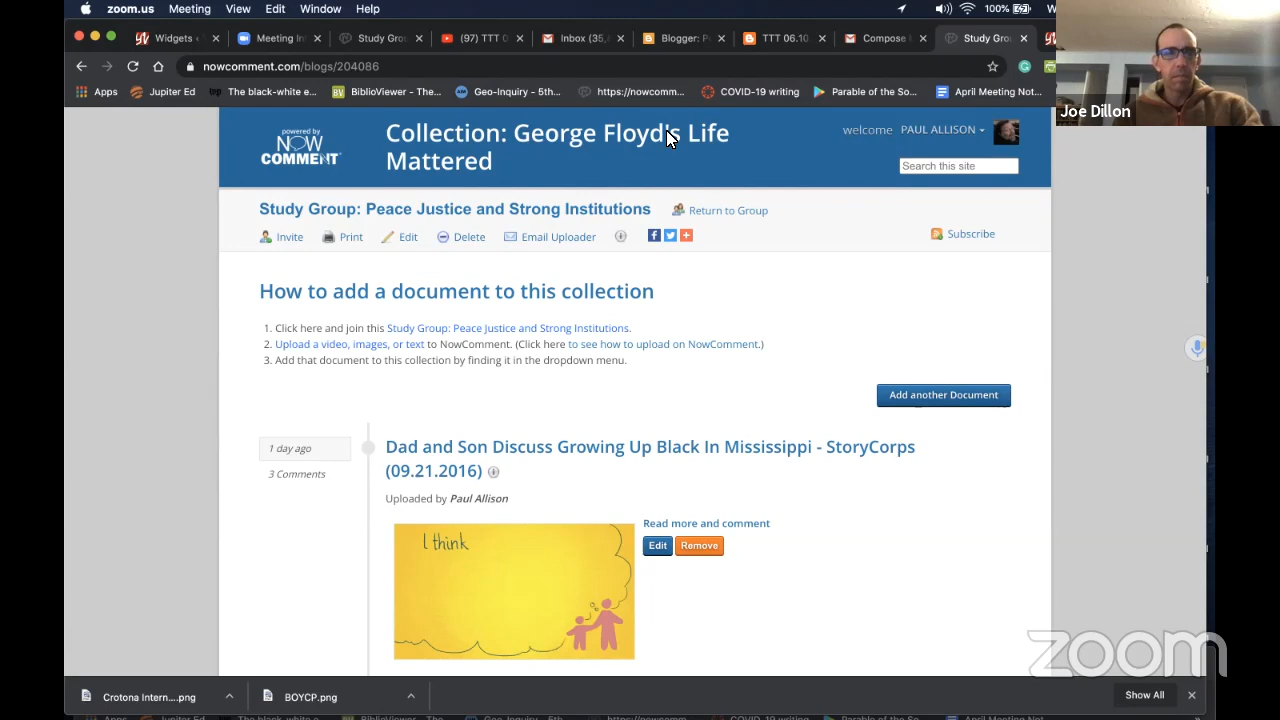 zoom.us Meeting View Edit Window Help 100%
Widgets Meeting In Study Grou (97) TTT Inbox (35, Blogger: P TTT 06.10. Compose Study Grou
nowcomment.com/blogs/204086
Apps Jupiter Ed The black-white e... BiblioViewer - The... Geo-Inquiry - 5th... https://nowcomm... COVID-19 writing Parable of the So... April Meeting Not...
Joe Dillon
powered by
NOW
COMMENT
Collection: George Floyd's Life
Mattered
welcome PAUL ALLISON
Search this site
Study Group: Peace Justice and Strong Institutions Return to Group
Invite Print Edit Delete Email Uploader Subscribe
How to add a document to this collection
1. Click here and join this Study Group: Peace Justice and Strong Institutions.
2. Upload a video, images, or text to NowComment. (Click here to see how to upload on NowComment.)
3. Add that document to this collection by finding it in the dropdown menu.
Add another Document
1 day ago
3 Comments
Dad and Son Discuss Growing Up Black In Mississippi - StoryCorps
(09.21.2016)
Uploaded by Paul Allison
I think
Read more and comment
Edit Remove
zoom
Crotona Intern....png BOYCP.png Show All